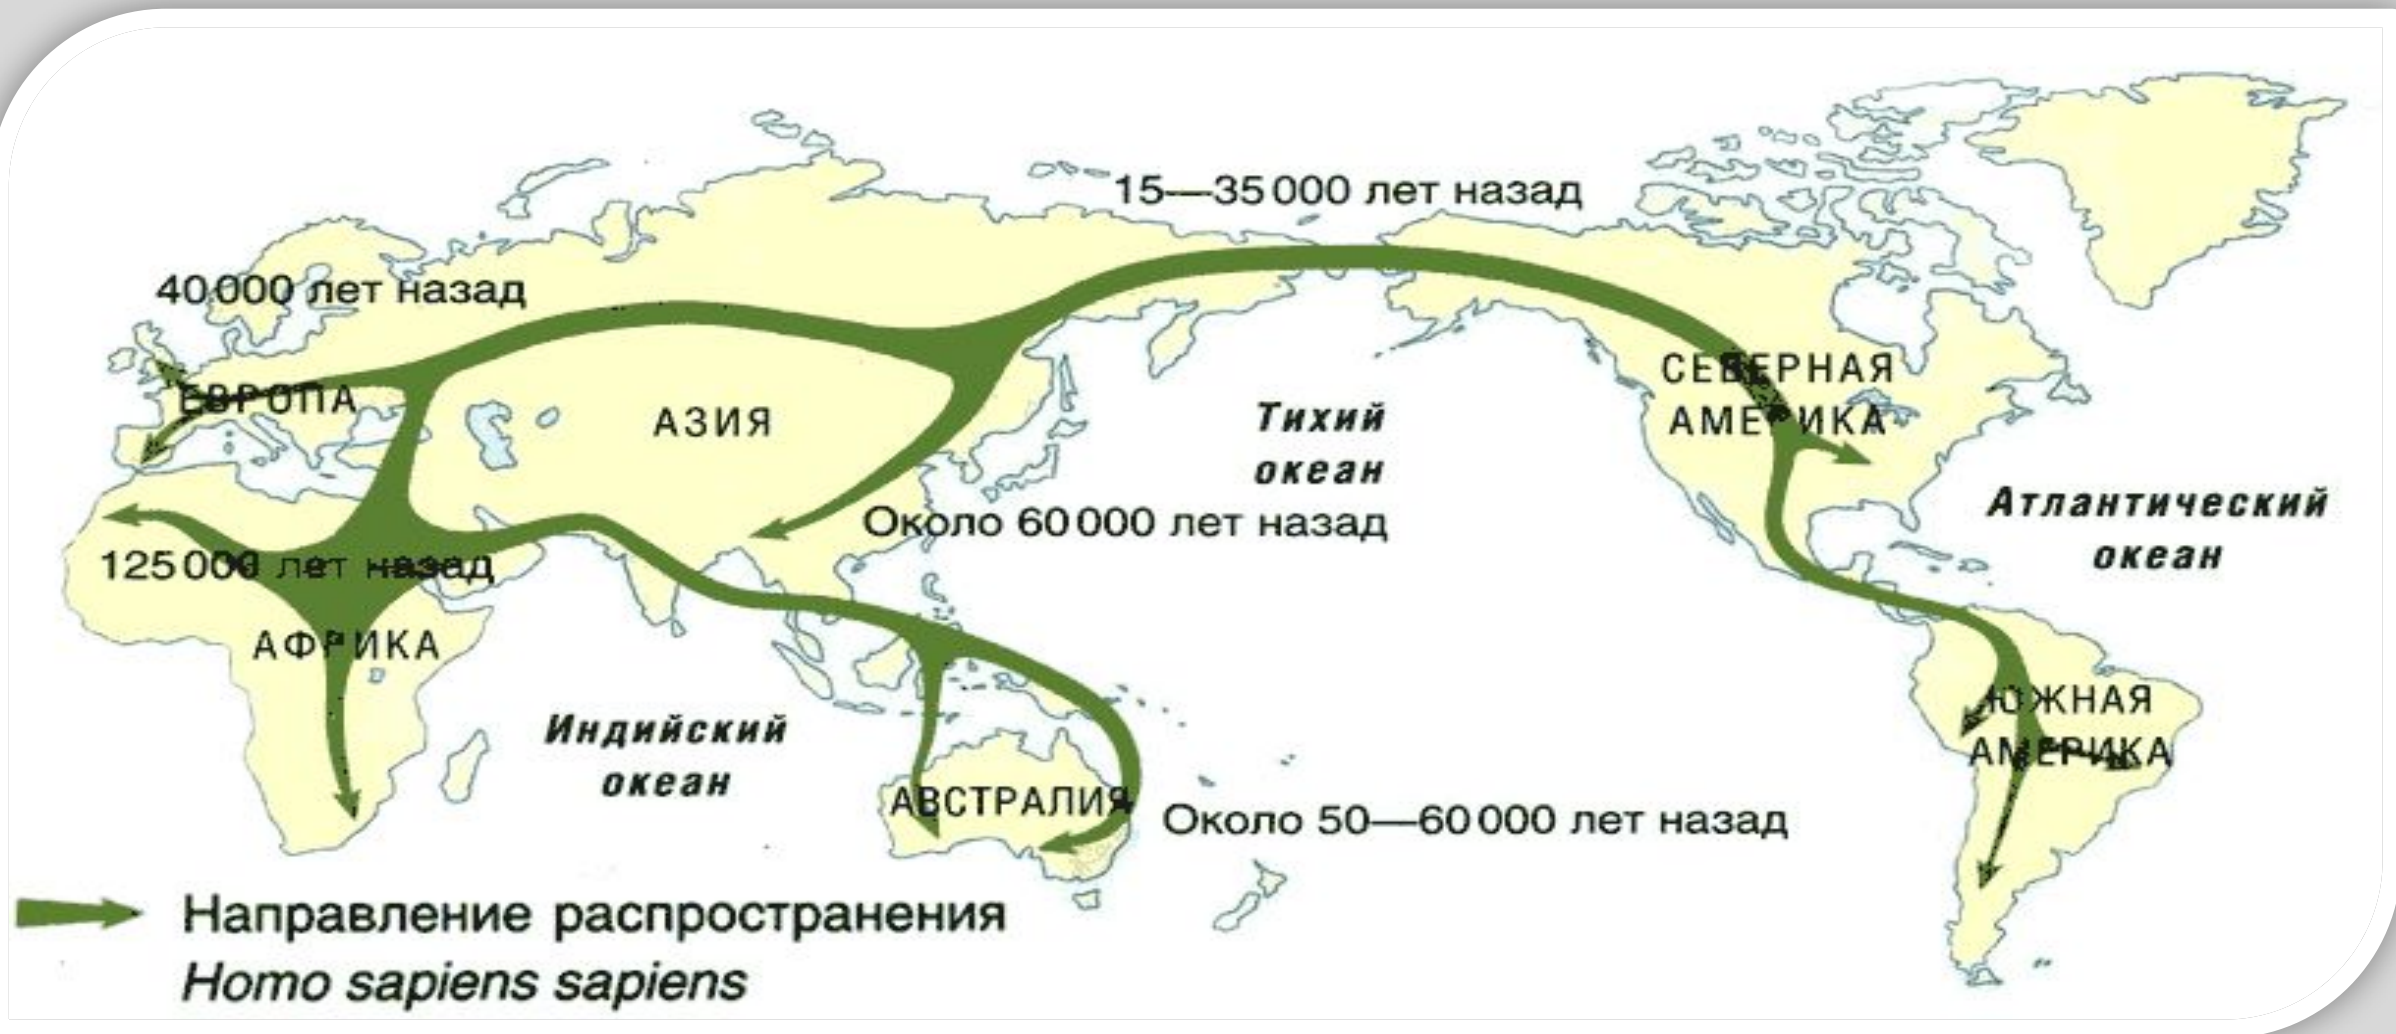 15—35 000 лет назад
40 000 лет назад
СЕВЕРНАЯ
АМЕРИКА
ЕВРОПА
АЗИЯ
Тихий
океан
Атлантический
океан
Около 60 000 лет назад
125 000 лет назад
АФРИКА
ЮЖНАЯ
АМЕРИКА
Индийский
океан
АВСТРАЛИЯ
Около 50—60 000 лет назад
Направление распространения
Homo sapiens sapiens